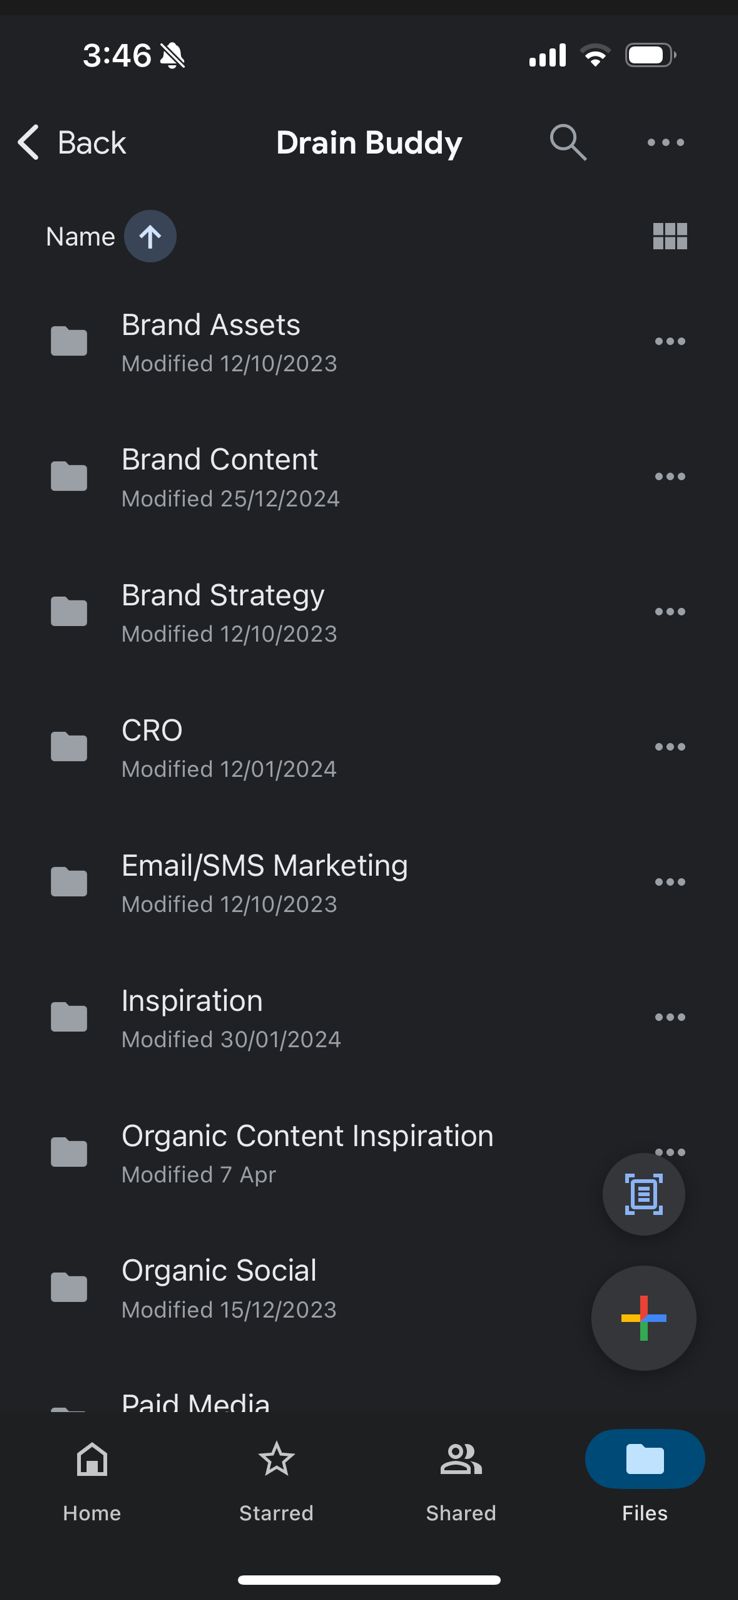 3:46
Back
Drain Buddy
Name
Brand Assets
Modified 12/10/2023
Brand Content
Modified 25/12/2024
Brand Strategy
Modified 12/10/2023
CRO
Modified 12/01/2024
Email/SMS Marketing
Modified 12/10/2023
Inspiration
Modified 30/01/2024
Organic Content Inspiration
Modified 7 Apr
Organic Social
Modified 15/12/2023
Paid Media
Home
Starred
Shared
Files